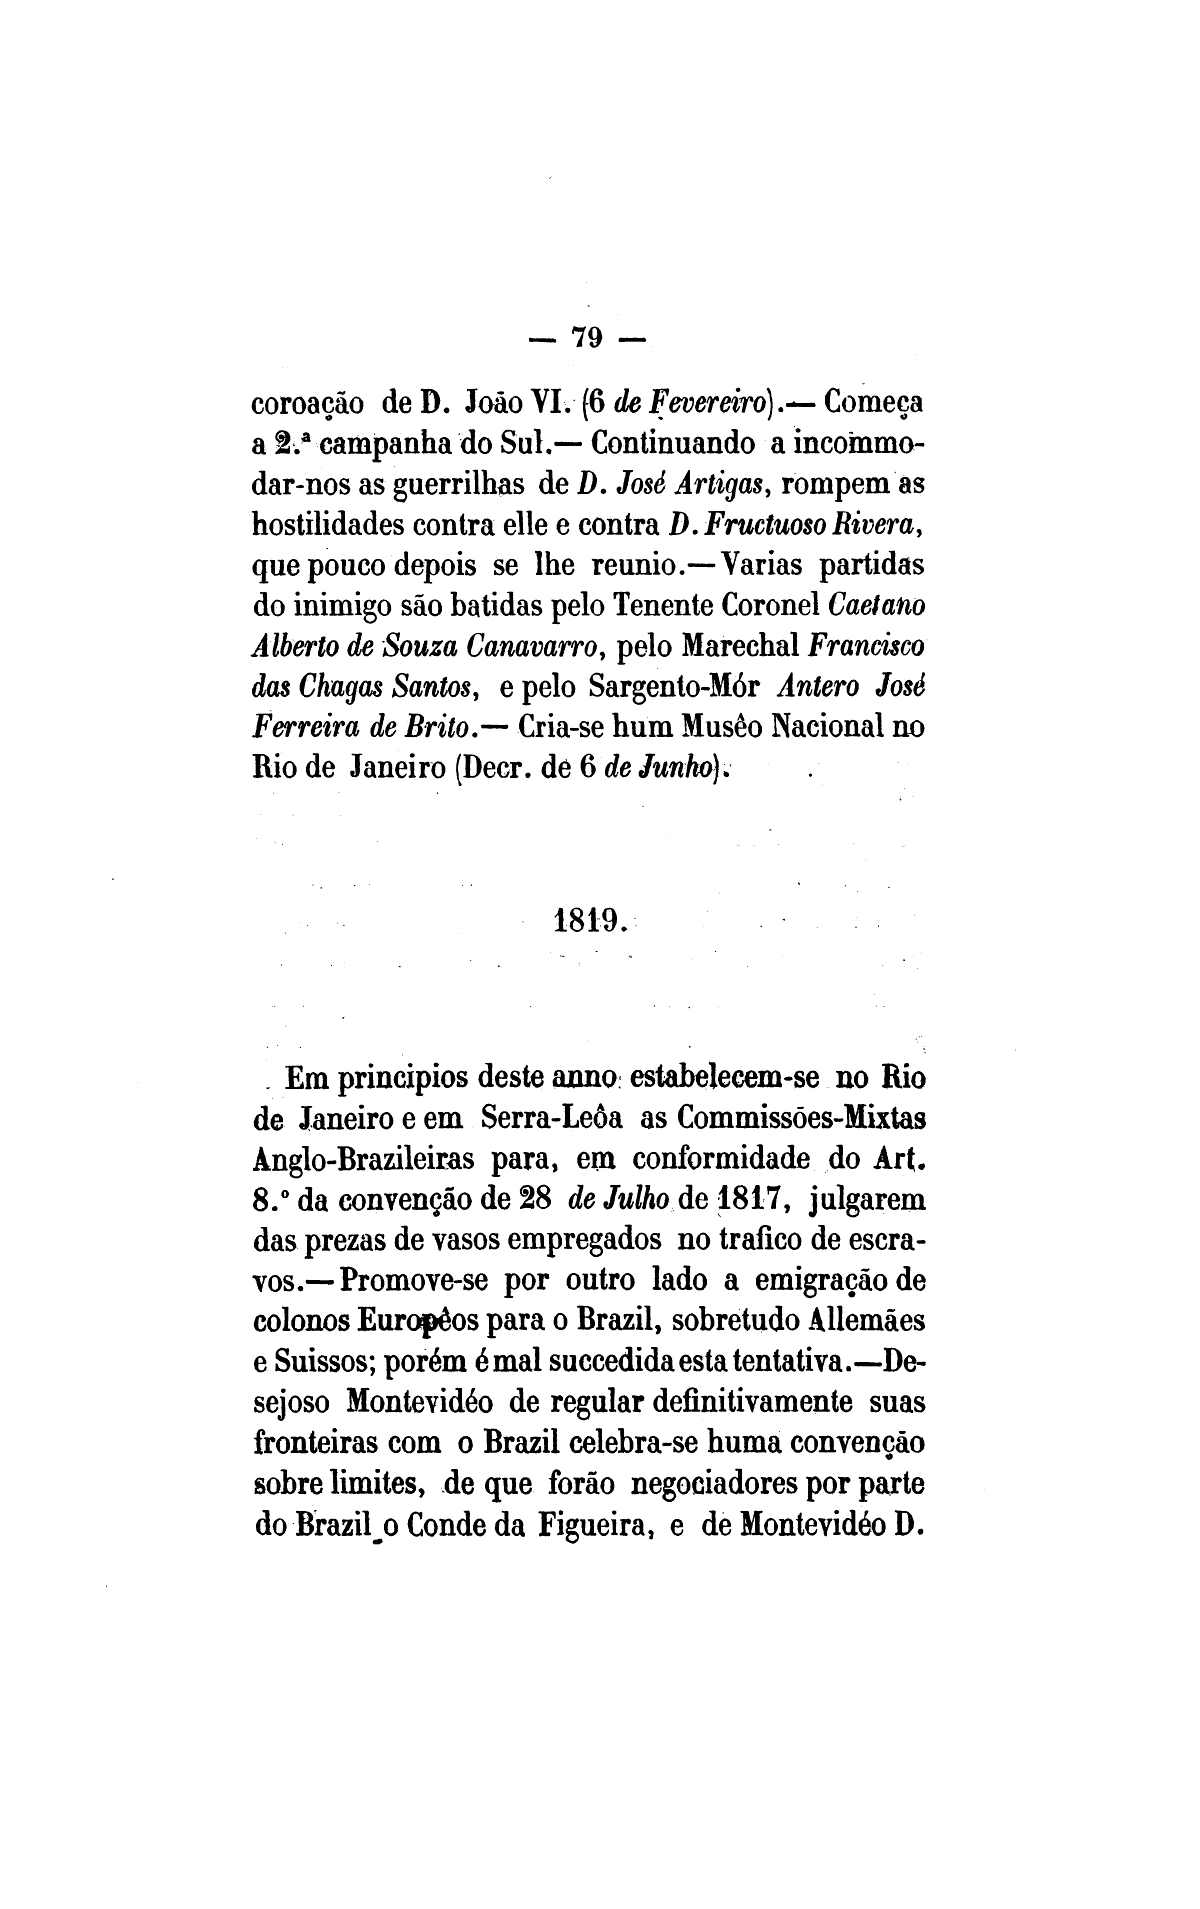 — 79 —
coroação de D. João VI. (6 de Fevereiro).— Começa
a 2.ª campanha do Sul.— Continuando a incommo-
dar-nos as guerrilhas de D. José Artigas, rompem as
hostilidades contra elle e contra D. Fructuoso Rivera,
que pouco depois se lhe reunio.— Varias partidas
do inimigo são batidas pelo Tenente Coronel Caetano
Alberto de Souza Canavarro, pelo Marechal Francisco
das Chagas Santos, e pelo Sargento-Mór Antero José
Ferreira de Brito.— Cria-se hum Musêo Nacional no
Rio de Janeiro (Decr. de 6 de Junho).
1819.
Em principios deste anno estabelecem-se no Rio
de Janeiro e em Serra-Leôa as Commissões-Mixtas
Anglo-Brazileiras para, em conformidade do Art.
8.º da convenção de 28 de Julho de 1817, julgarem
das prezas de vasos empregados no trafico de escra-
vos.— Promove-se por outro lado a emigração de
colonos Européos para o Brazil, sobretudo Allemães
e Suissos; porém é mal succedida esta tentativa.—De-
sejoso Montevidéo de regular definitivamente suas
fronteiras com o Brazil celebra-se huma convenção
sobre limites, de que forão negociadores por parte
do Brazil o Conde da Figueira, e de Montevidéo D.